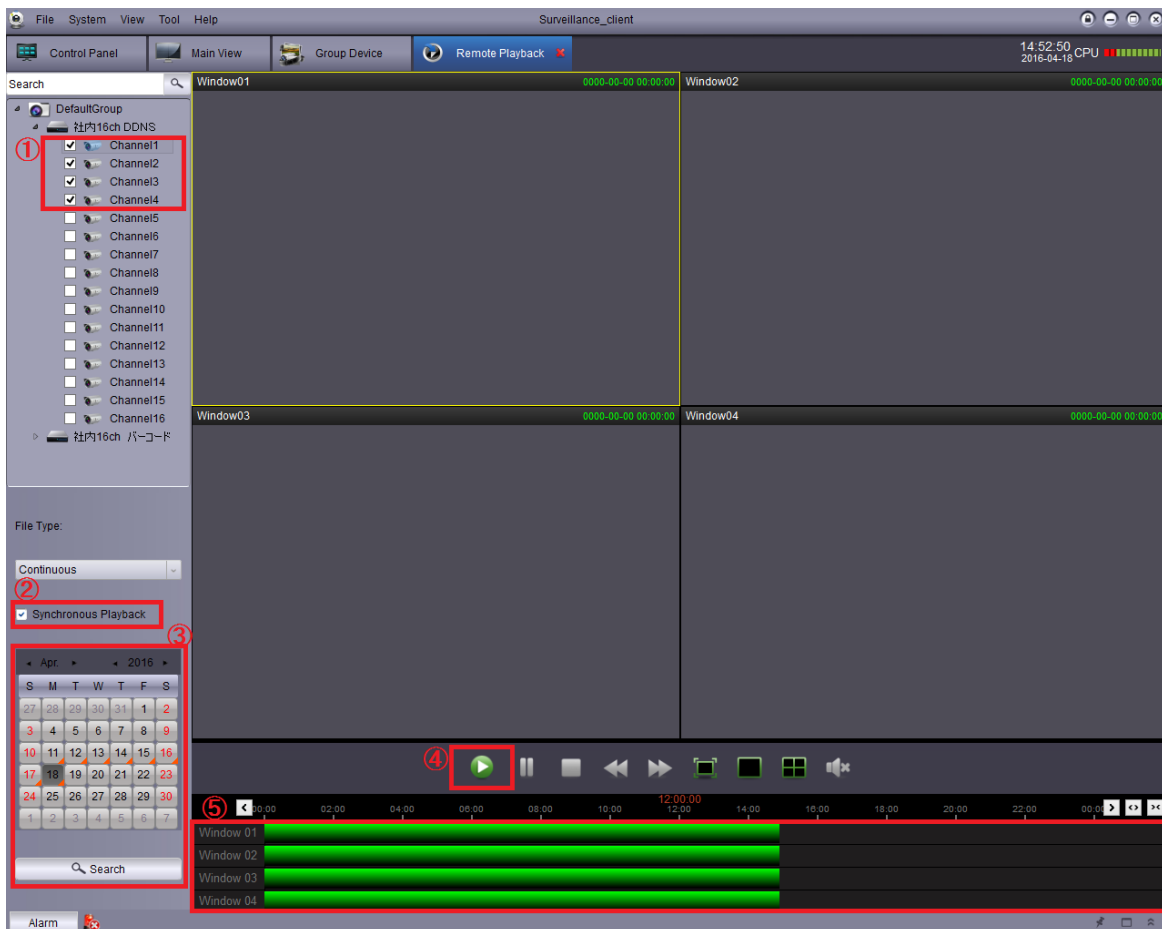 File System View Tool Help Surveillance_client
Control Panel Main View Group Device Remote Playback 14:52:50 CPU
2016-04-18
Search
Window01 0000-00-00 00:00:00 Window02 0000-00-00 00:00:00
DefaultGroup
社内16ch DDNS
①
Channel1
Channel2
Channel3
Channel4
Channel5
Channel6
Channel7
Channel8
Channel9
Channel10
Channel11
Channel12
Channel13
Channel14
Channel15
Channel16
社内16ch バーコード
Window03 0000-00-00 00:00:00 Window04 0000-00-00 00:00:00
File Type:
Continuous
②
Synchronous Playback
③
Apr. 2016
S M T W T F S
27 28 29 30 31 1 2
3 4 5 6 7 8 9
10 11 12 13 14 15 16
17 18 19 20 21 22 23
24 25 26 27 28 29 30
1 2 3 4 5 6 7
Search
④
⑤
12:00:00
00:00 02:00 04:00 06:00 08:00 10:00 12:00 14:00 16:00 18:00 20:00 22:00 00:00
Window 01
Window 02
Window 03
Window 04
Alarm